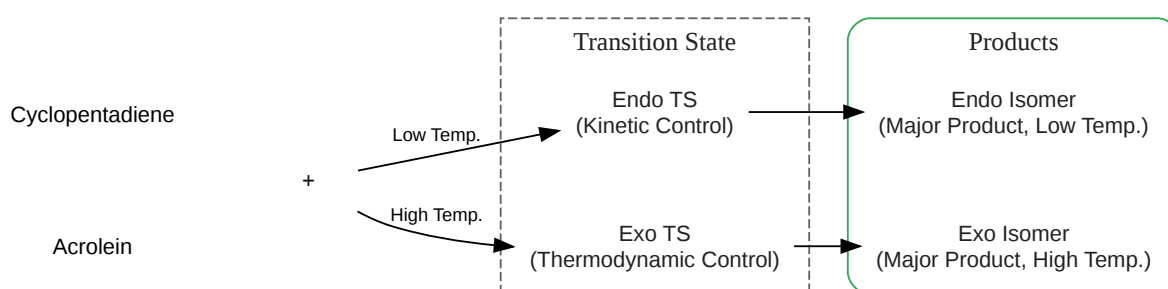 Transition State
Products
Cyclopentadiene
Endo TS
(Kinetic Control)
Endo Isomer
(Major Product, Low Temp.)
Low Temp.
+
High Temp.
Acrolein
Exo TS
(Thermodynamic Control)
Exo Isomer
(Major Product, High Temp.)